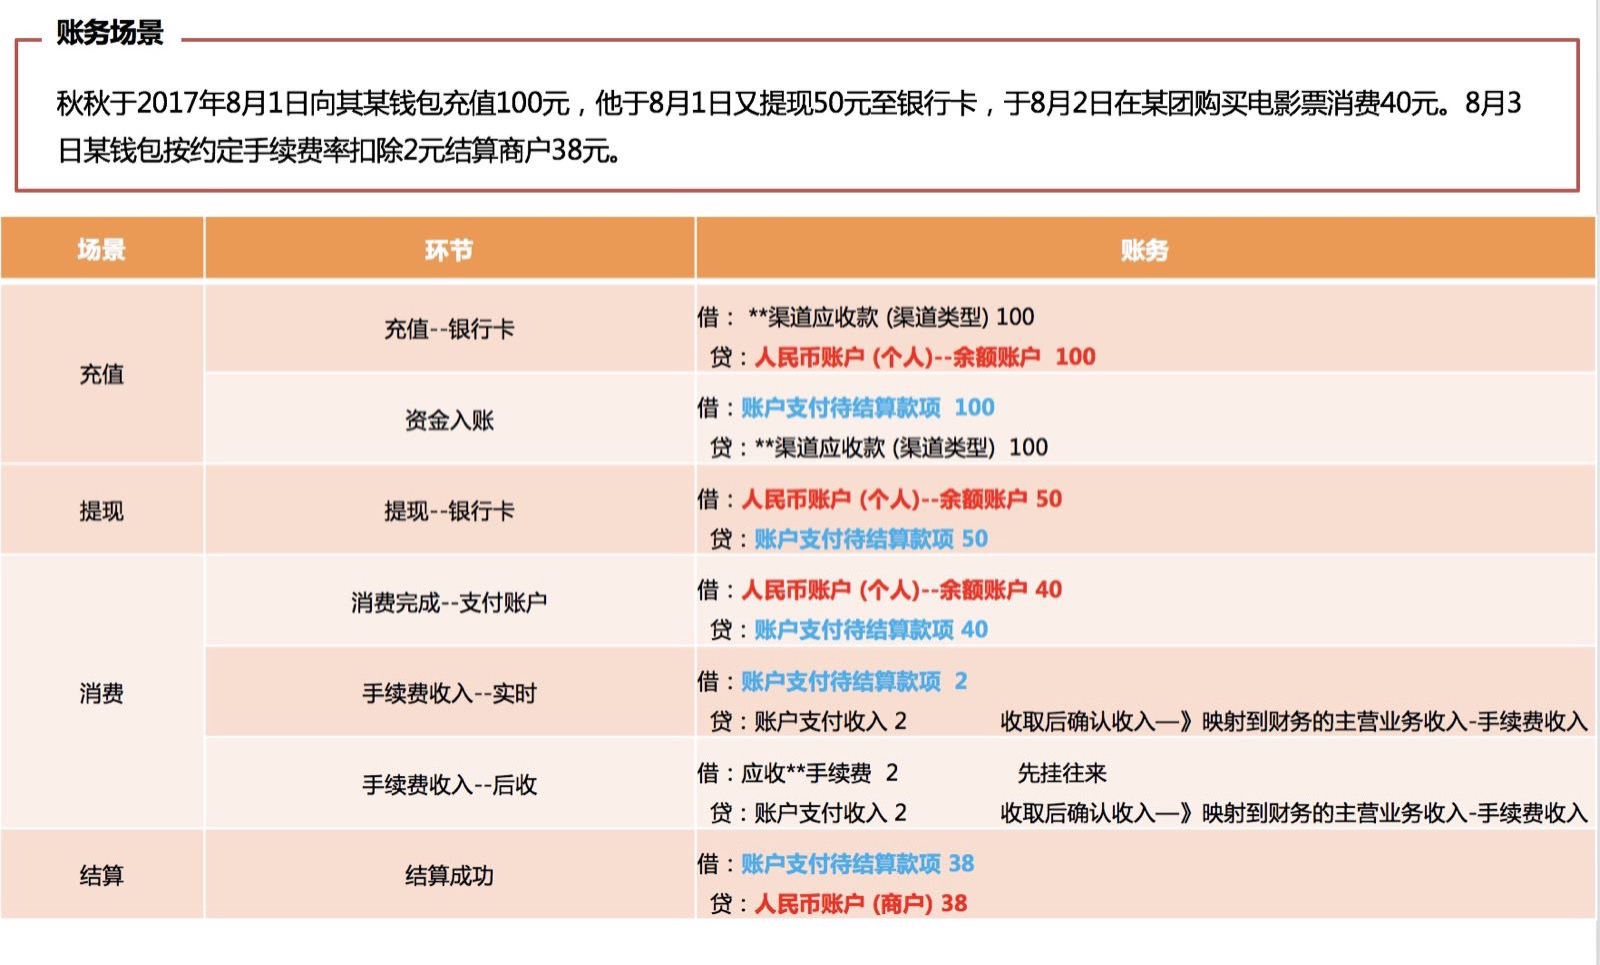 账务场景
秋秋于2017年8月1日向其某钱包充值100元，他于8月1日又提现50元至银行卡，于8月2日在某团购买电影票消费40元。8月3
日某钱包按约定手续费率扣除2元结算商户38元。
场景 环节 账务
充值
充值--银行卡
借： **渠道应收款 (渠道类型) 100
贷：人民币账户 (个人)--余额账户 100
资金入账
借：账户支付待结算款项 100
贷：**渠道应收款 (渠道类型) 100
提现
提现--银行卡
借：人民币账户 (个人)--余额账户 50
贷：账户支付待结算款项 50
消费
消费完成--支付账户
借：人民币账户 (个人)--余额账户 40
贷：账户支付待结算款项 40
手续费收入--实时
借：账户支付待结算款项 2
贷：账户支付收入 2 收取后确认收入—》映射到财务的主营业务收入-手续费收入
手续费收入--后收
借：应收**手续费 2 先挂往来
贷：账户支付收入 2 收取后确认收入—》映射到财务的主营业务收入-手续费收入
结算
结算成功
借：账户支付待结算款项 38
贷：人民币账户 (商户) 38